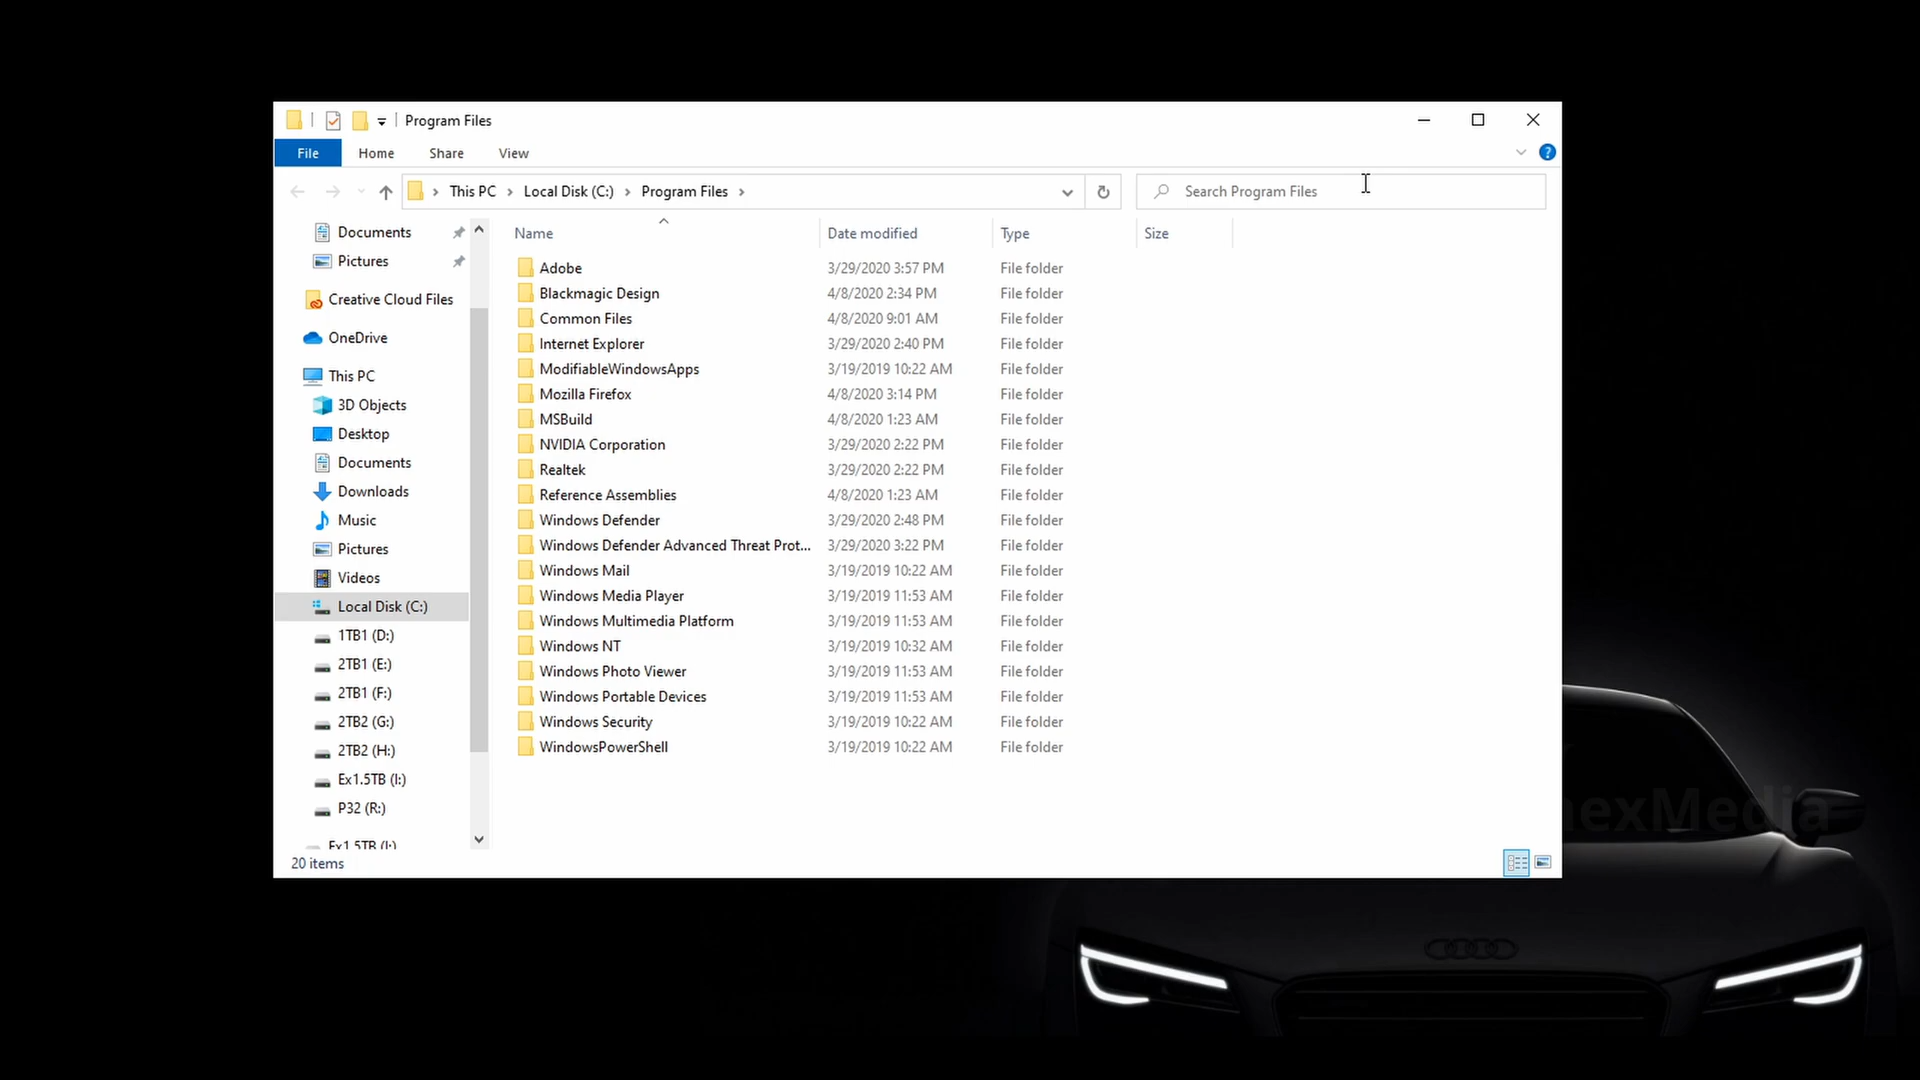 Program Files
File Home Share View
This PC Local Disk (C:) Program Files
Search Program Files
Documents
Pictures
Creative Cloud Files
OneDrive
This PC
3D Objects
Desktop
Documents
Downloads
Music
Pictures
Videos
Local Disk (C:)
1TB1 (D:)
2TB1 (E:)
2TB1 (F:)
2TB2 (G:)
2TB2 (H:)
Ex1.5TB (I:)
P32 (R:)
Ex1.5TB (I:)
Name Date modified Type Size
Adobe 3/29/2020 3:57 PM File folder
Blackmagic Design 4/8/2020 2:34 PM File folder
Common Files 4/8/2020 9:01 AM File folder
Internet Explorer 3/29/2020 2:40 PM File folder
ModifiableWindowsApps 3/19/2019 10:22 AM File folder
Mozilla Firefox 4/8/2020 3:14 PM File folder
MSBuild 4/8/2020 1:23 AM File folder
NVIDIA Corporation 3/29/2020 2:22 PM File folder
Realtek 3/29/2020 2:22 PM File folder
Reference Assemblies 4/8/2020 1:23 AM File folder
Windows Defender 3/29/2020 2:48 PM File folder
Windows Defender Advanced Threat Prot... 3/29/2020 3:22 PM File folder
Windows Mail 3/19/2019 10:22 AM File folder
Windows Media Player 3/19/2019 11:53 AM File folder
Windows Multimedia Platform 3/19/2019 11:53 AM File folder
Windows NT 3/19/2019 10:32 AM File folder
Windows Photo Viewer 3/19/2019 11:53 AM File folder
Windows Portable Devices 3/19/2019 11:53 AM File folder
Windows Security 3/19/2019 10:22 AM File folder
WindowsPowerShell 3/19/2019 10:22 AM File folder
20 items